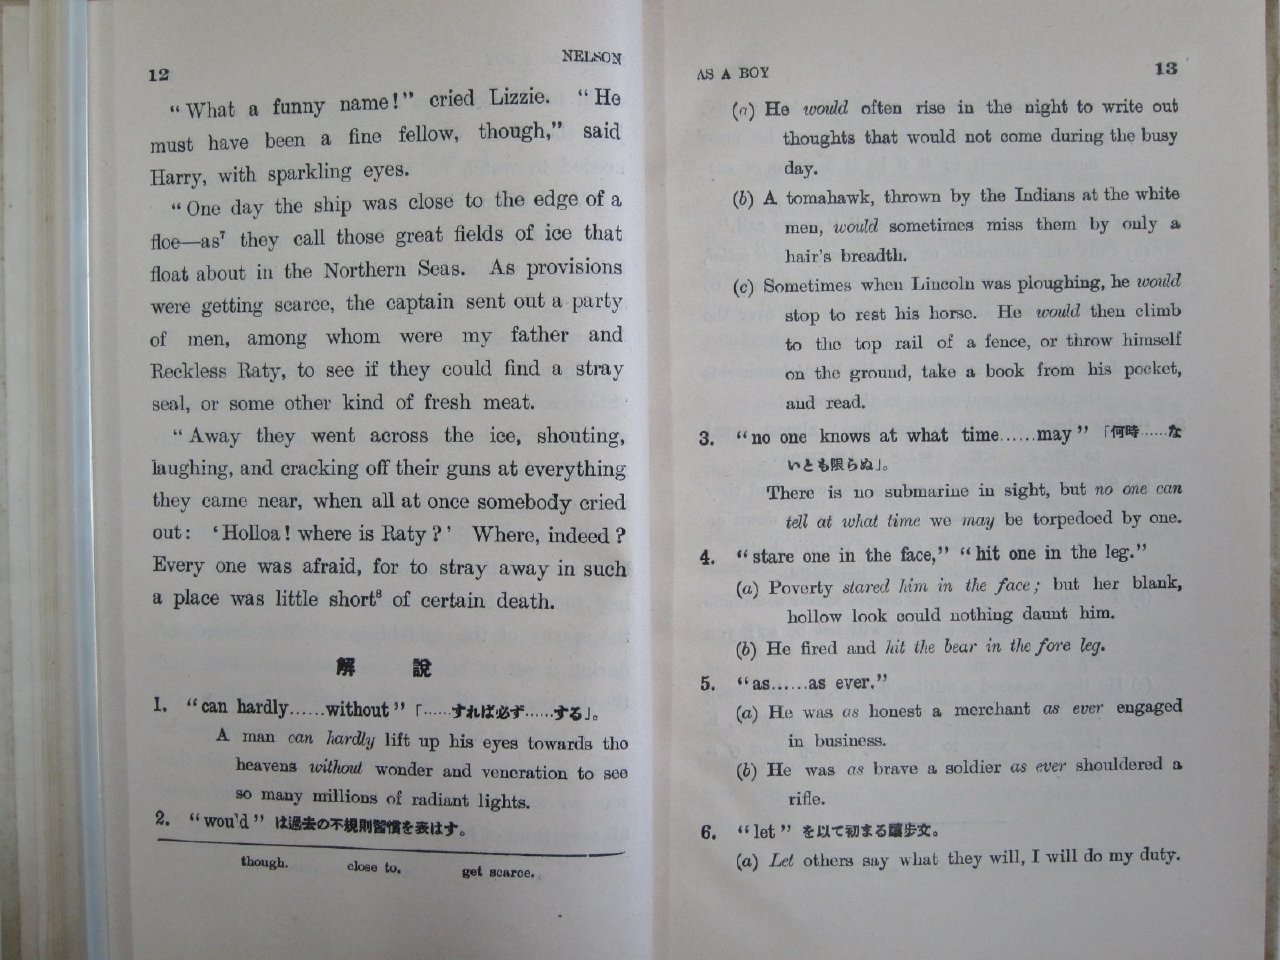 12
NELSON
“What a funny name!” cried Lizzie. “He
must have been a fine fellow, though,” said
Harry, with sparkling eyes.
“One day the ship was close to the edge of a
floe—as⁷ they call those great fields of ice that
float about in the Northern Seas. As provisions
were getting scarce, the captain sent out a party
of men, among whom were my father and
Reckless Raty, to see if they could find a stray
seal, or some other kind of fresh meat.
“Away they went across the ice, shouting,
laughing, and cracking off their guns at everything
they came near, when all at once somebody cried
out: ‘Holloa! where is Raty?’ Where, indeed?
Every one was afraid, for to stray away in such
a place was little short⁸ of certain death.
解 說
1. “can hardly......without”「......すれば必ず......する」。
A man can hardly lift up his eyes towards the
heavens without wonder and veneration to see
so many millions of radiant lights.
2. “wou'd” は過去の不規則習慣を表はす。
though. close to. get scarce.
AS A BOY
13
(a) He would often rise in the night to write out
thoughts that would not come during the busy
day.
(b) A tomahawk, thrown by the Indians at the white
men, would sometimes miss them by only a
hair's breadth.
(c) Sometimes when Lincoln was ploughing, he would
stop to rest his horse. He would then climb
to the top rail of a fence, or throw himself
on the ground, take a book from his pocket,
and read.
3. “no one knows at what time......may”「何時......な
いとも限らぬ」。
There is no submarine in sight, but no one can
tell at what time we may be torpedoed by one.
4. “stare one in the face,” “hit one in the leg.”
(a) Poverty stared him in the face; but her blank,
hollow look could nothing daunt him.
(b) He fired and hit the bear in the fore leg.
5. “as......as ever.”
(a) He was as honest a merchant as ever engaged
in business.
(b) He was as brave a soldier as ever shouldered a
rifle.
6. “let” を以て初まる讓步文。
(a) Let others say what they will, I will do my duty.